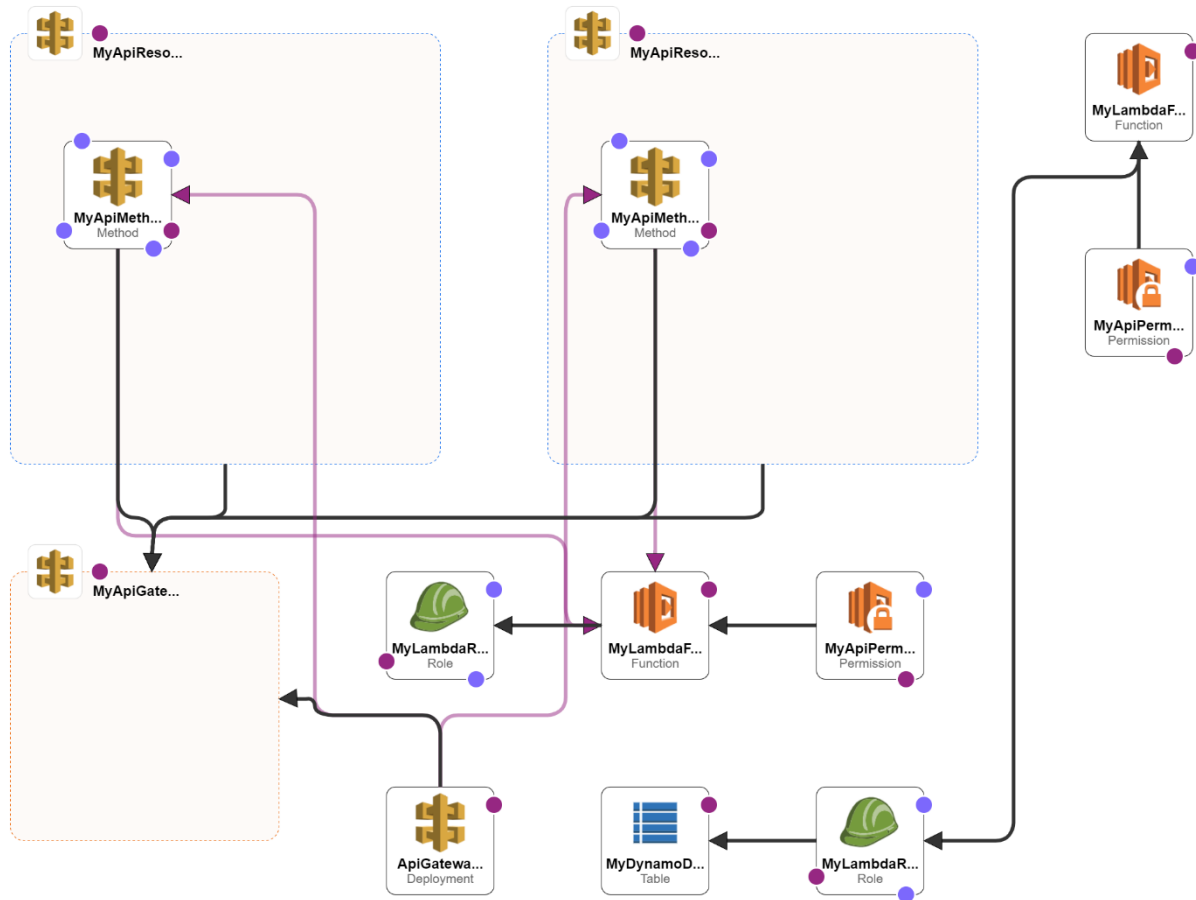 MyApiReso...
MyApiReso...
MyLambdaF...
Function
MyApiMeth...
Method
MyApiMeth...
Method
MyApiPerm...
Permission
MyApiGate...
MyLambdaR...
Role
MyLambdaF...
Function
MyApiPerm...
Permission
ApiGatewa...
Deployment
MyDynamoD...
Table
MyLambdaR...
Role